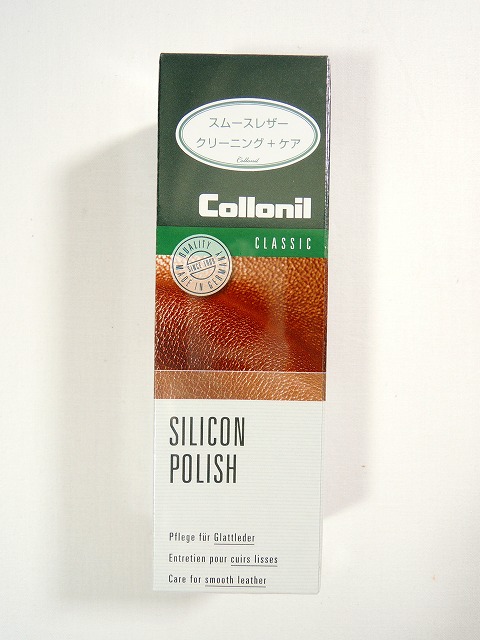 スムースレザー
クリーニング+ケア
Collonil
Collonil
CLASSIC
QUALITY
SINCE 1909
MADE IN GERMANY
SILICON
POLISH
Pflege für Glattleder
Entretien pour cuirs lisses
Care for smooth leather